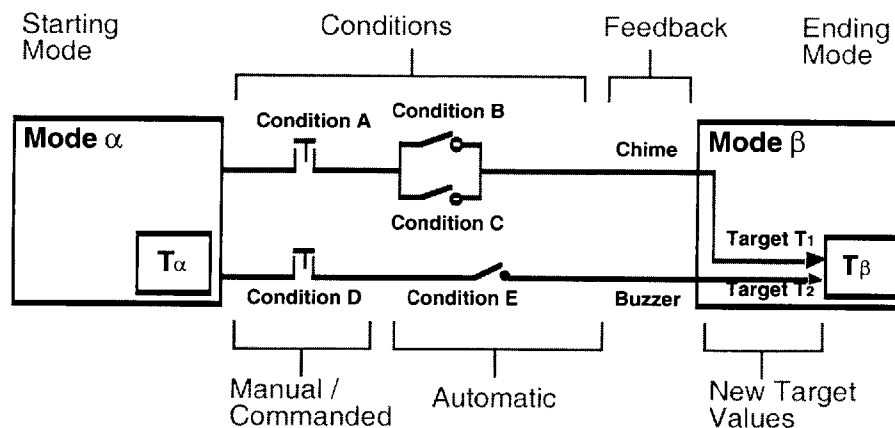 Starting
Mode
Conditions
Feedback
Ending
Mode
Mode α
Condition A
Condition B
Chime
Mode β
Condition C
Target T1
Tα
Tβ
Condition D
Condition E
Buzzer
Target T2
Manual /
Commanded
Automatic
New Target
Values